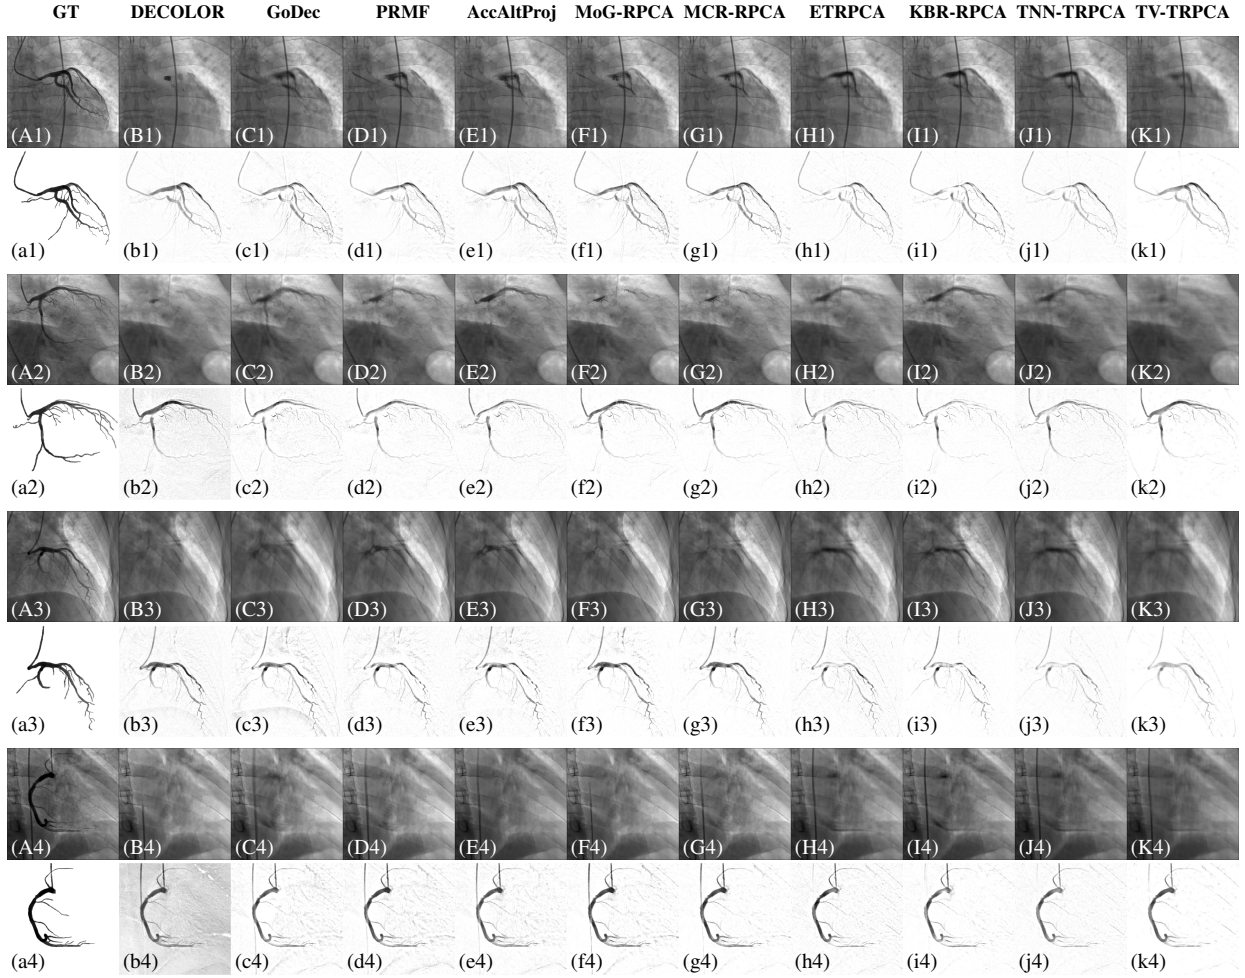 GT DECOLOR GoDec PRMF AccAltProj MoG-RPCA MCR-RPCA ETRPCA KBR-RPCA TNN-TRPCA TV-TRPCA
(A1) (B1) (C1) (D1) (E1) (F1) (G1) (H1) (I1) (J1) (K1)
(a1) (b1) (c1) (d1) (e1) (f1) (g1) (h1) (i1) (j1) (k1)
(A2) (B2) (C2) (D2) (E2) (F2) (G2) (H2) (I2) (J2) (K2)
(a2) (b2) (c2) (d2) (e2) (f2) (g2) (h2) (i2) (j2) (k2)
(A3) (B3) (C3) (D3) (E3) (F3) (G3) (H3) (I3) (J3) (K3)
(a3) (b3) (c3) (d3) (e3) (f3) (g3) (h3) (i3) (j3) (k3)
(A4) (B4) (C4) (D4) (E4) (F4) (G4) (H4) (I4) (J4) (K4)
(a4) (b4) (c4) (d4) (e4) (f4) (g4) (h4) (i4) (j4) (k4)